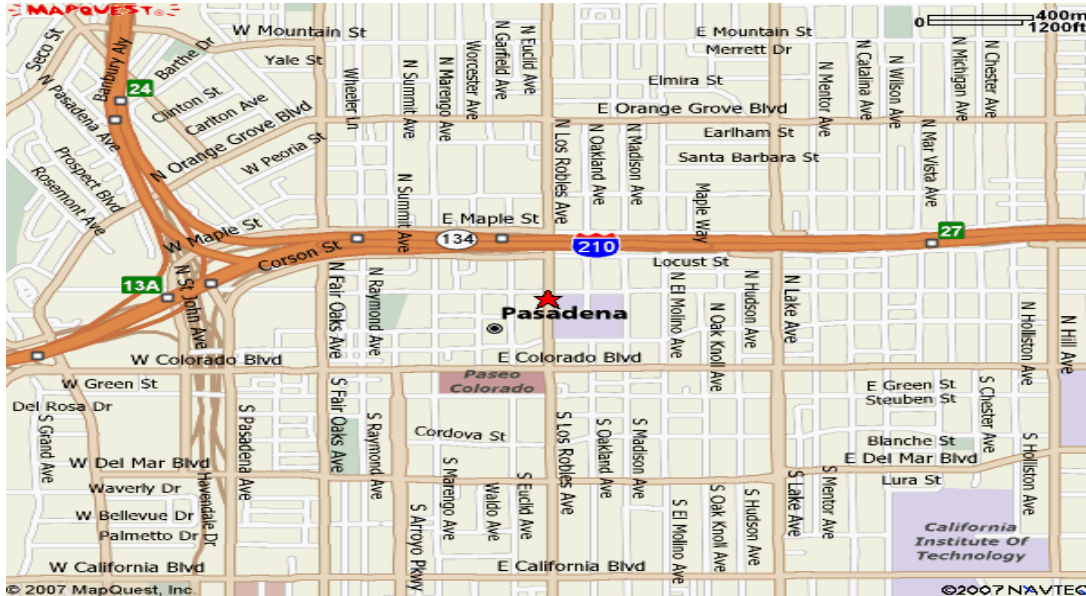 MAPQUEST
0 400m
1200ft
Seco St
Banbury Aly
Barthe Dr
W Mountain St
Yale St
E Mountain St
Merrett Dr
24
N Pasadena Ave
Clinton St
Carlton Ave
N Orange Grove Blvd
W Peoria St
Wheeler Ln
N Summit Ave
N Marengo Ave
Worcester Ave
N Garfield Ave
N Euclid Ave
Elmira St
E Orange Grove Blvd
Earlham St
Santa Barbara St
N Mentor Ave
N Catalina Ave
N Wilson Ave
N Michigan Ave
N Chester Ave
Prospect Blvd
Rosemont Ave
N Summit Ave
N Los Robles Ave
N Oakland Ave
N Madison Ave
Maple Way
N Mar Vista Ave
W Maple St
E Maple St
Corson St
134
210
27
Locust St
13A
N St John Ave
N Fair Oaks Ave
N Raymond Ave
Pasadena
N El Molino Ave
N Oak Knoll Ave
N Hudson Ave
N Lake Ave
N Holliston Ave
N Hill Ave
W Colorado Blvd
E Colorado Blvd
W Green St
Paseo
Colorado
E Green St
Steuben St
Del Rosa Dr
S Grand Ave
S Pasadena Ave
S Fair Oaks Ave
S Raymond Ave
Cordova St
S Los Robles Ave
S Oakland Ave
S Madison Ave
S Chester Ave
Blanche St
W Del Mar Blvd
E Del Mar Blvd
Lura St
Waverly Dr
Havendale Dr
S Arroyo Pkwy
S Marengo Ave
Waldo Ave
S Euclid Ave
S El Molino Ave
S Oak Knoll Ave
S Hudson Ave
S Lake Ave
S Mentor Ave
S Holliston Ave
W Bellevue Dr
Palmetto Dr
California
Institute Of
Technology
W California Blvd
E California Blvd
© 2007 MapQuest, Inc.
©2007 NAVTEQ